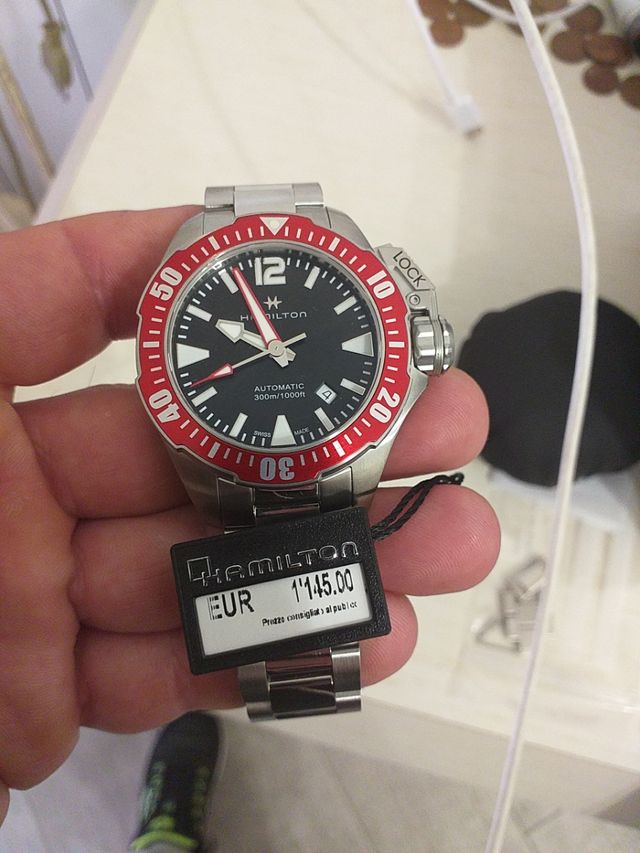 LOCK
12
50
10
HAMILTON
AUTOMATIC
300m/1000ft
4
40
20
SWISS MADE
30
HAMILTON
EUR 1'145.00
Prezzo consigliato al pubblico